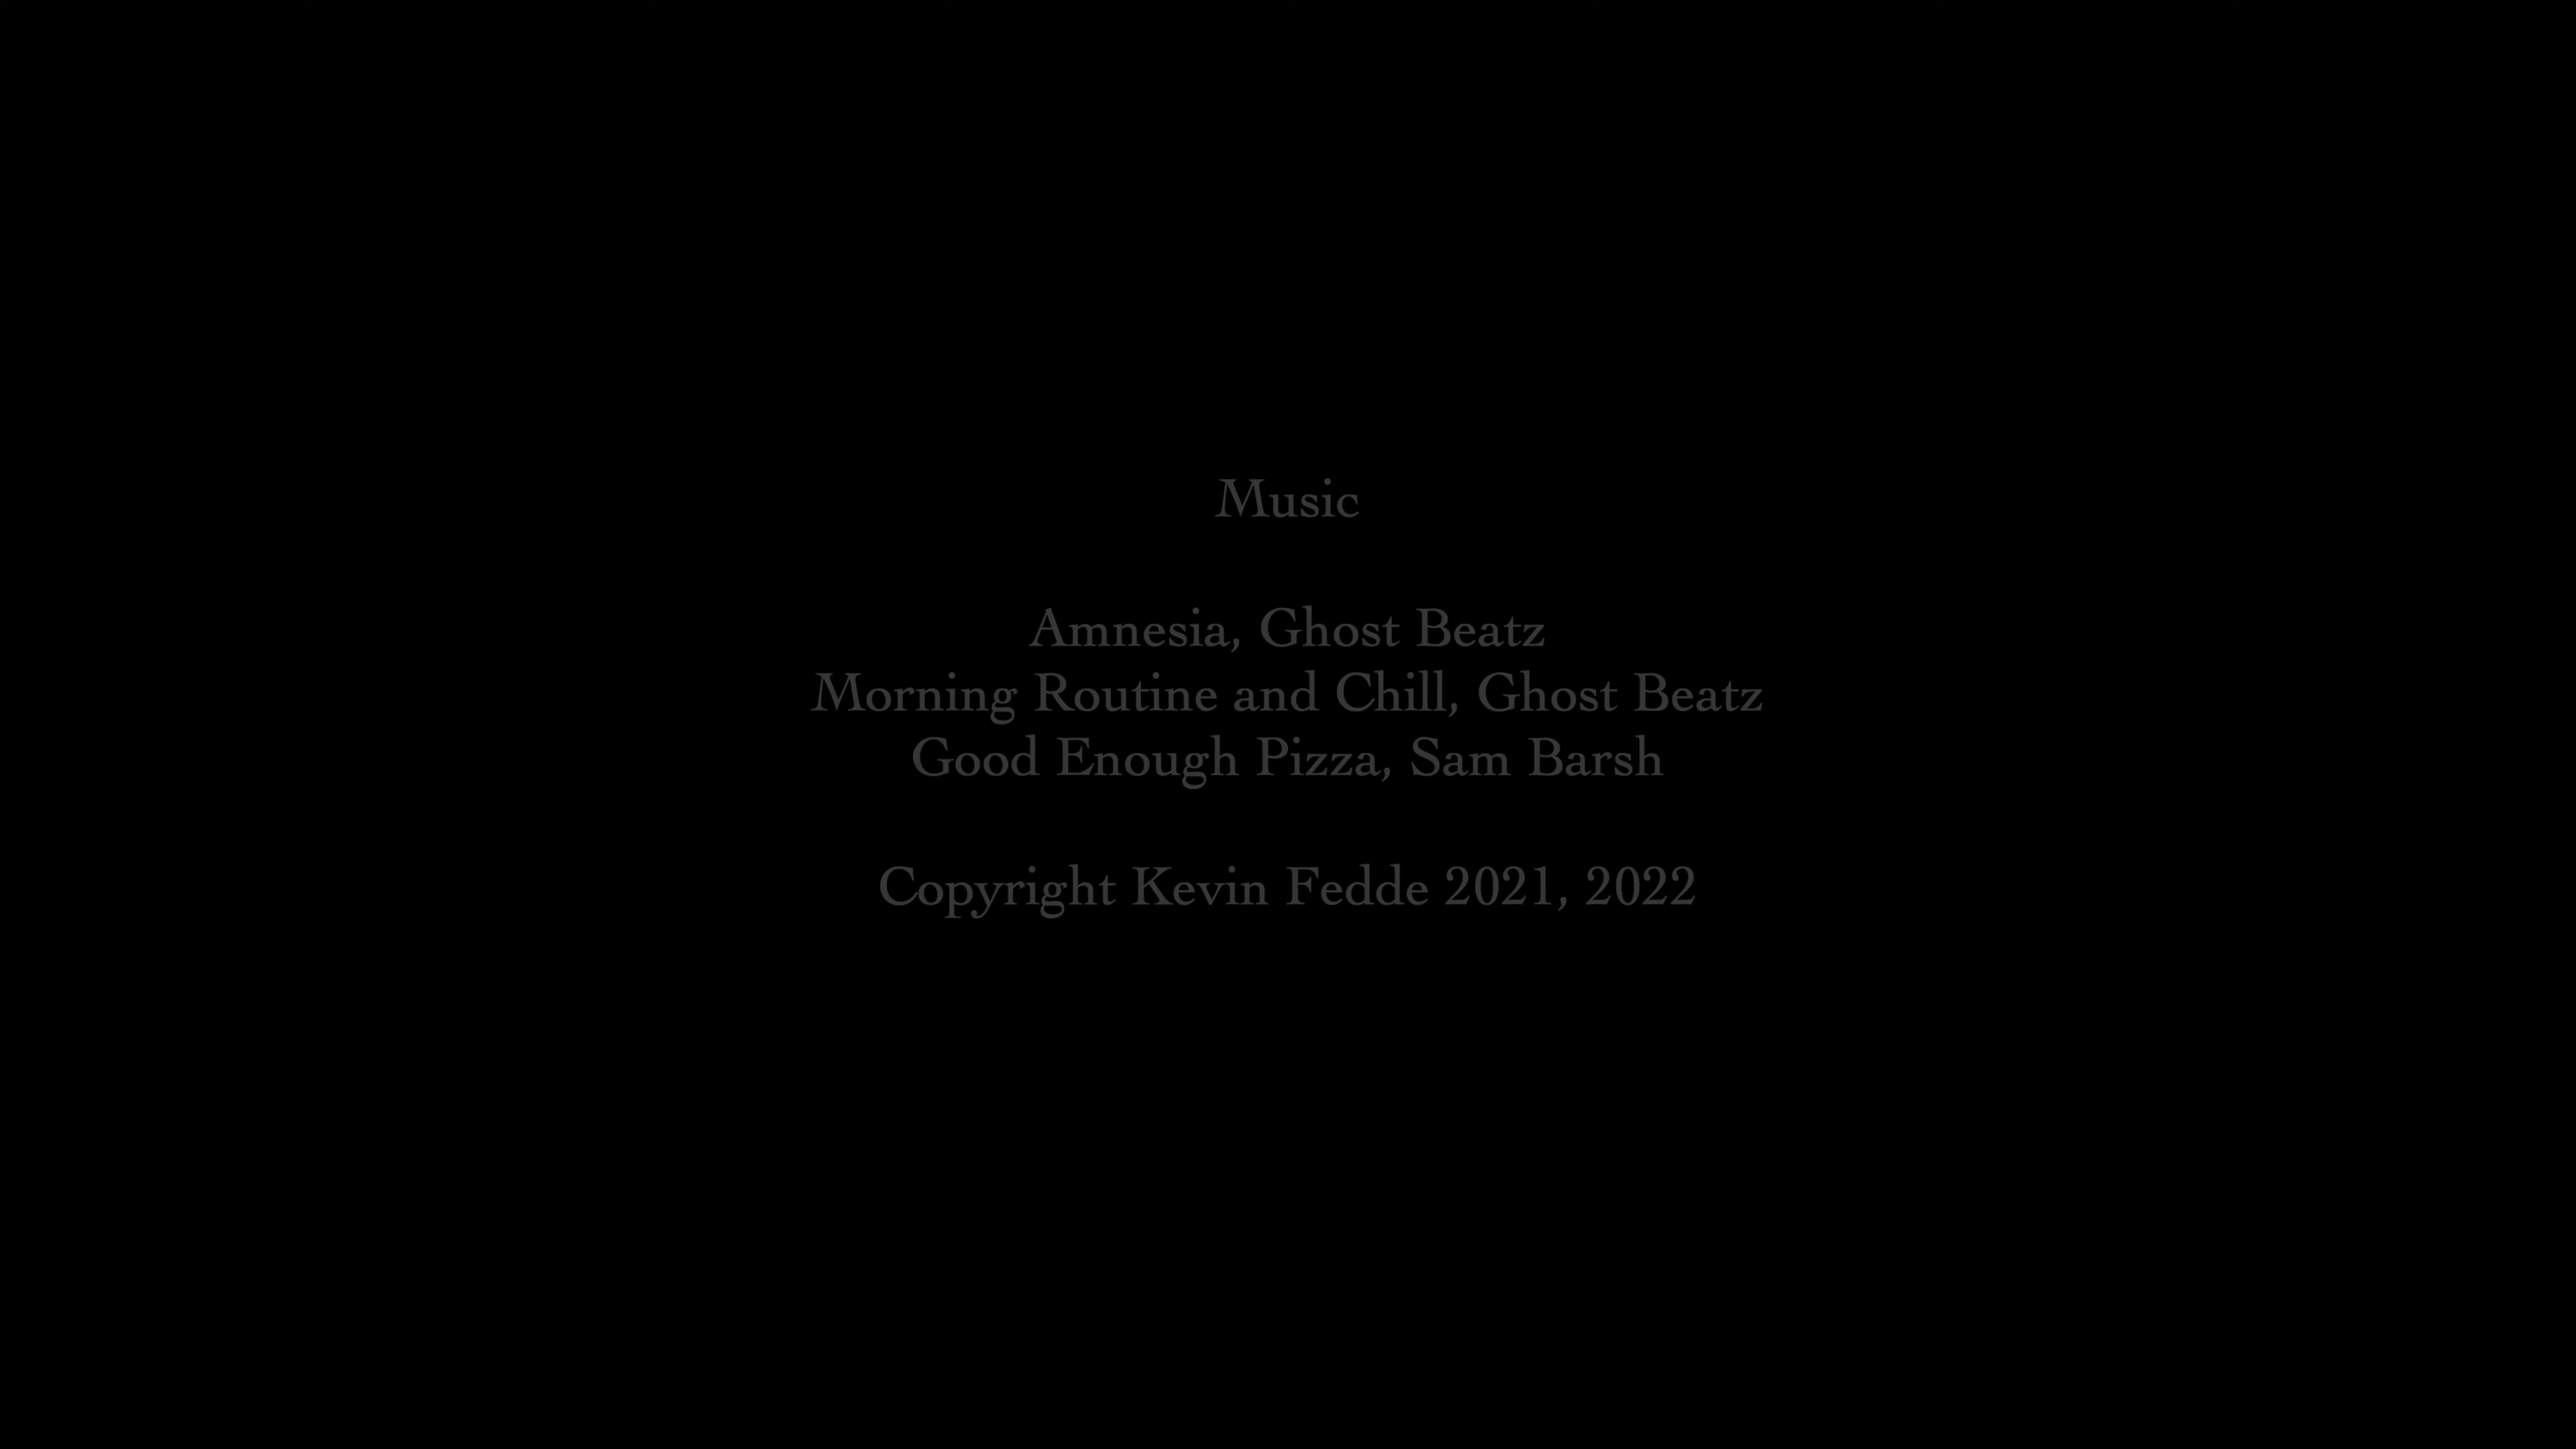 Music
Amnesia, Ghost Beatz
Morning Routine and Chill, Ghost Beatz
Good Enough Pizza, Sam Barsh
Copyright Kevin Fedde 2021, 2022